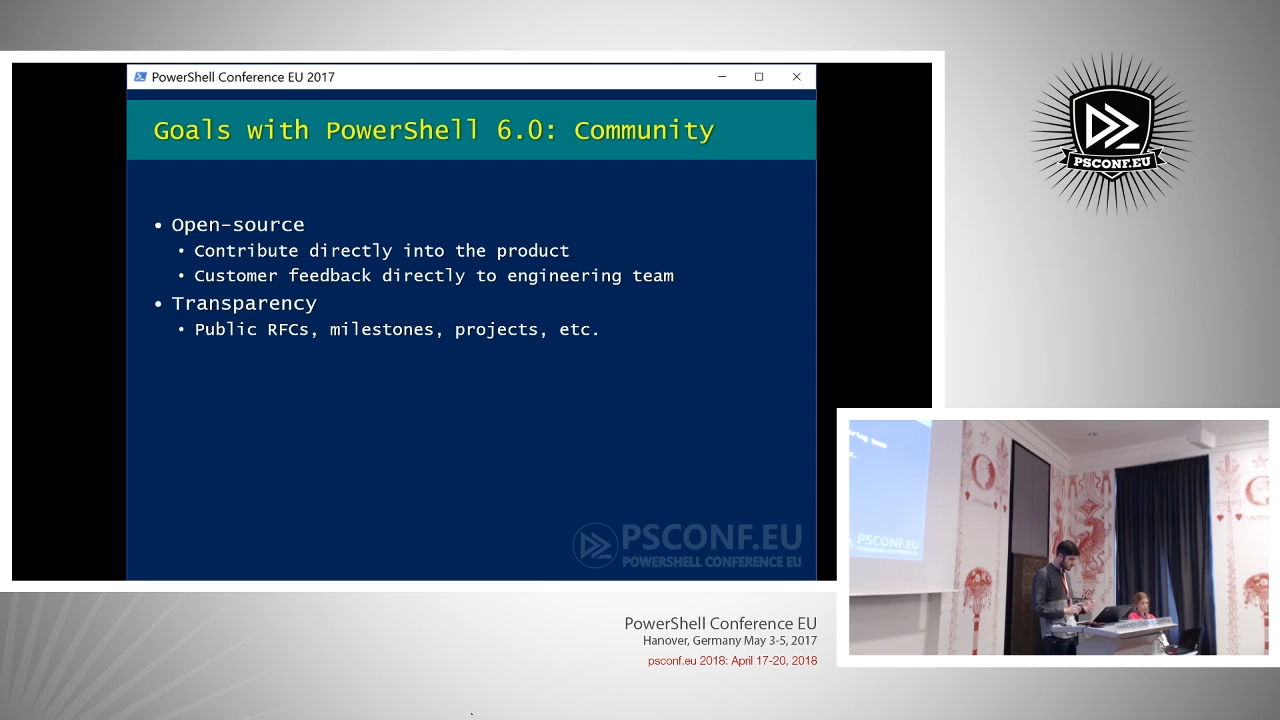 PowerShell Conference EU 2017
Goals with PowerShell 6.0: Community
• Open-source
• Contribute directly into the product
• Customer feedback directly to engineering team
• Transparency
• Public RFCs, milestones, projects, etc.
PSCONF.EU
POWERSHELL CONFERENCE EU
PSCONF.EU
PSCONF.EU
PowerShell Conference EU
Hanover, Germany May 3-5, 2017
psconf.eu 2018: April 17-20, 2018